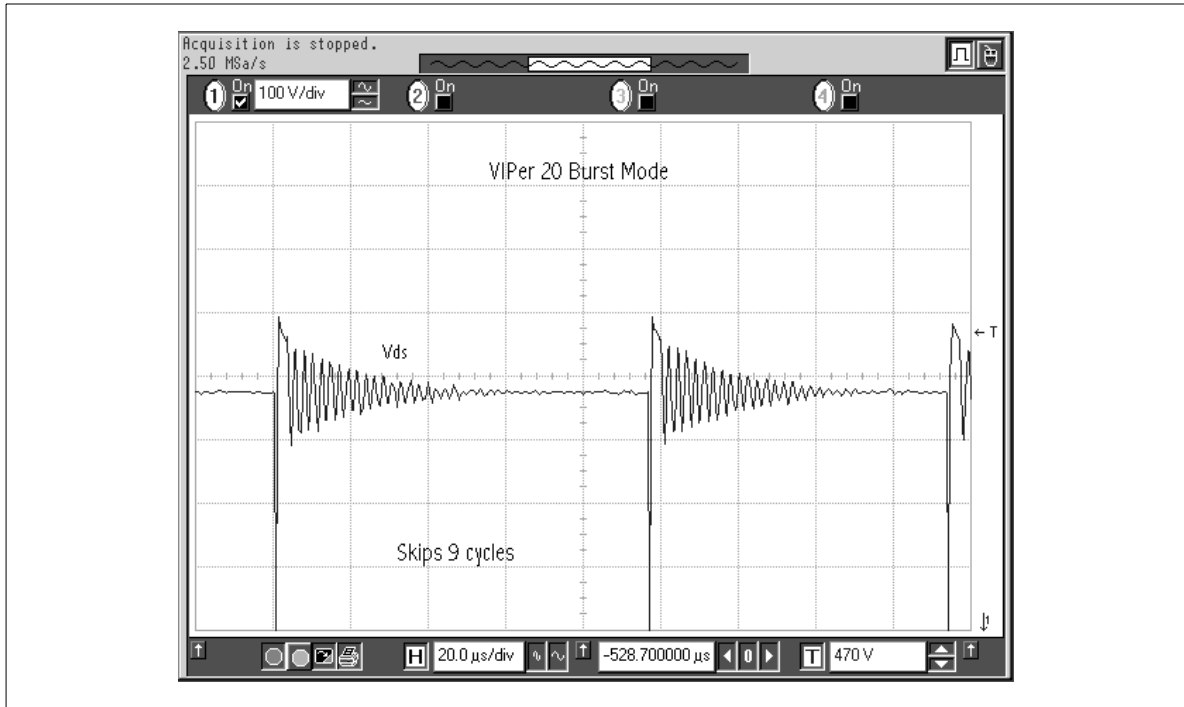 Acquisition is stopped.
2.50 MSa/s
1 On 100 V/div 2 On 3 On 4 On
VIPer 20 Burst Mode
← T
Vds
Skips 9 cycles
H 20.0 µs/div -528.700000 µs 0 T 470 V